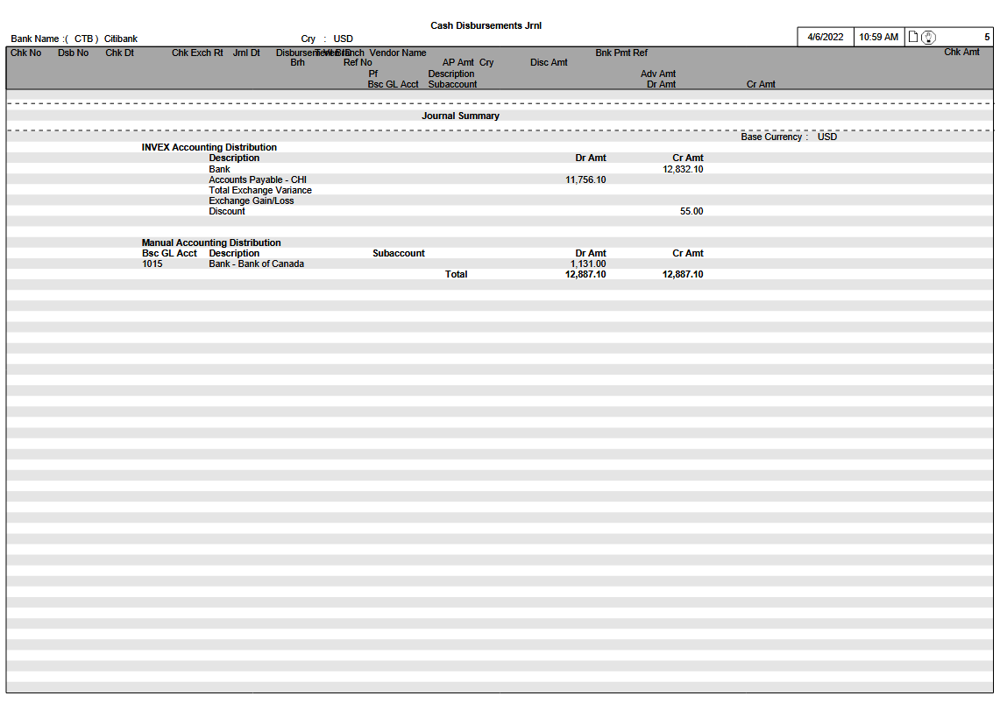 Cash Disbursements Jrnl
Bank Name :( CTB ) Citibank Cry : USD 4/6/2022 10:59 AM 5
Chk No Dsb No Chk Dt Chk Exch Rt Jrnl Dt Disbursement Branch Vendor Name Bnk Pmt Ref Chk Amt
Brh Ref No AP Amt Cry Disc Amt
Pf Description Adv Amt
Bsc GL Acct Subaccount Dr Amt Cr Amt
Journal Summary
Base Currency : USD
INVEX Accounting Distribution
Description Dr Amt Cr Amt
Bank 12,832.10
Accounts Payable - CHI 11,756.10
Total Exchange Variance
Exchange Gain/Loss
Discount 55.00
Manual Accounting Distribution
Bsc GL Acct Description Subaccount Dr Amt Cr Amt
1015 Bank - Bank of Canada 1,131.00
Total 12,887.10 12,887.10